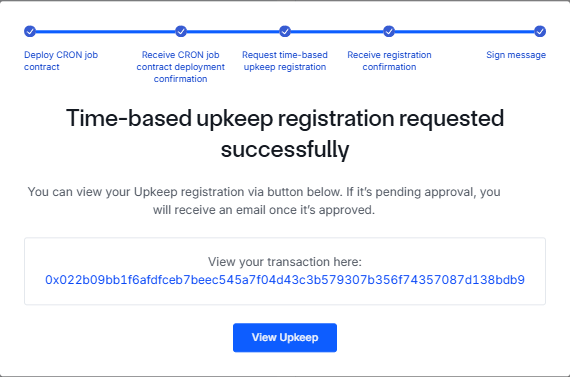 Deploy CRON job
contract
Receive CRON job
contract deployment
confirmation
Request time-based
upkeep registration
Receive registration
confirmation
Sign message
Time-based upkeep registration requested
successfully
You can view your Upkeep registration via button below. If it's pending approval, you
will receive an email once it's approved.
View your transaction here:
0x022b09bb1f6afdfceb7beec545a7f04d43c3b579307b356f74357087d138bdb9
View Upkeep